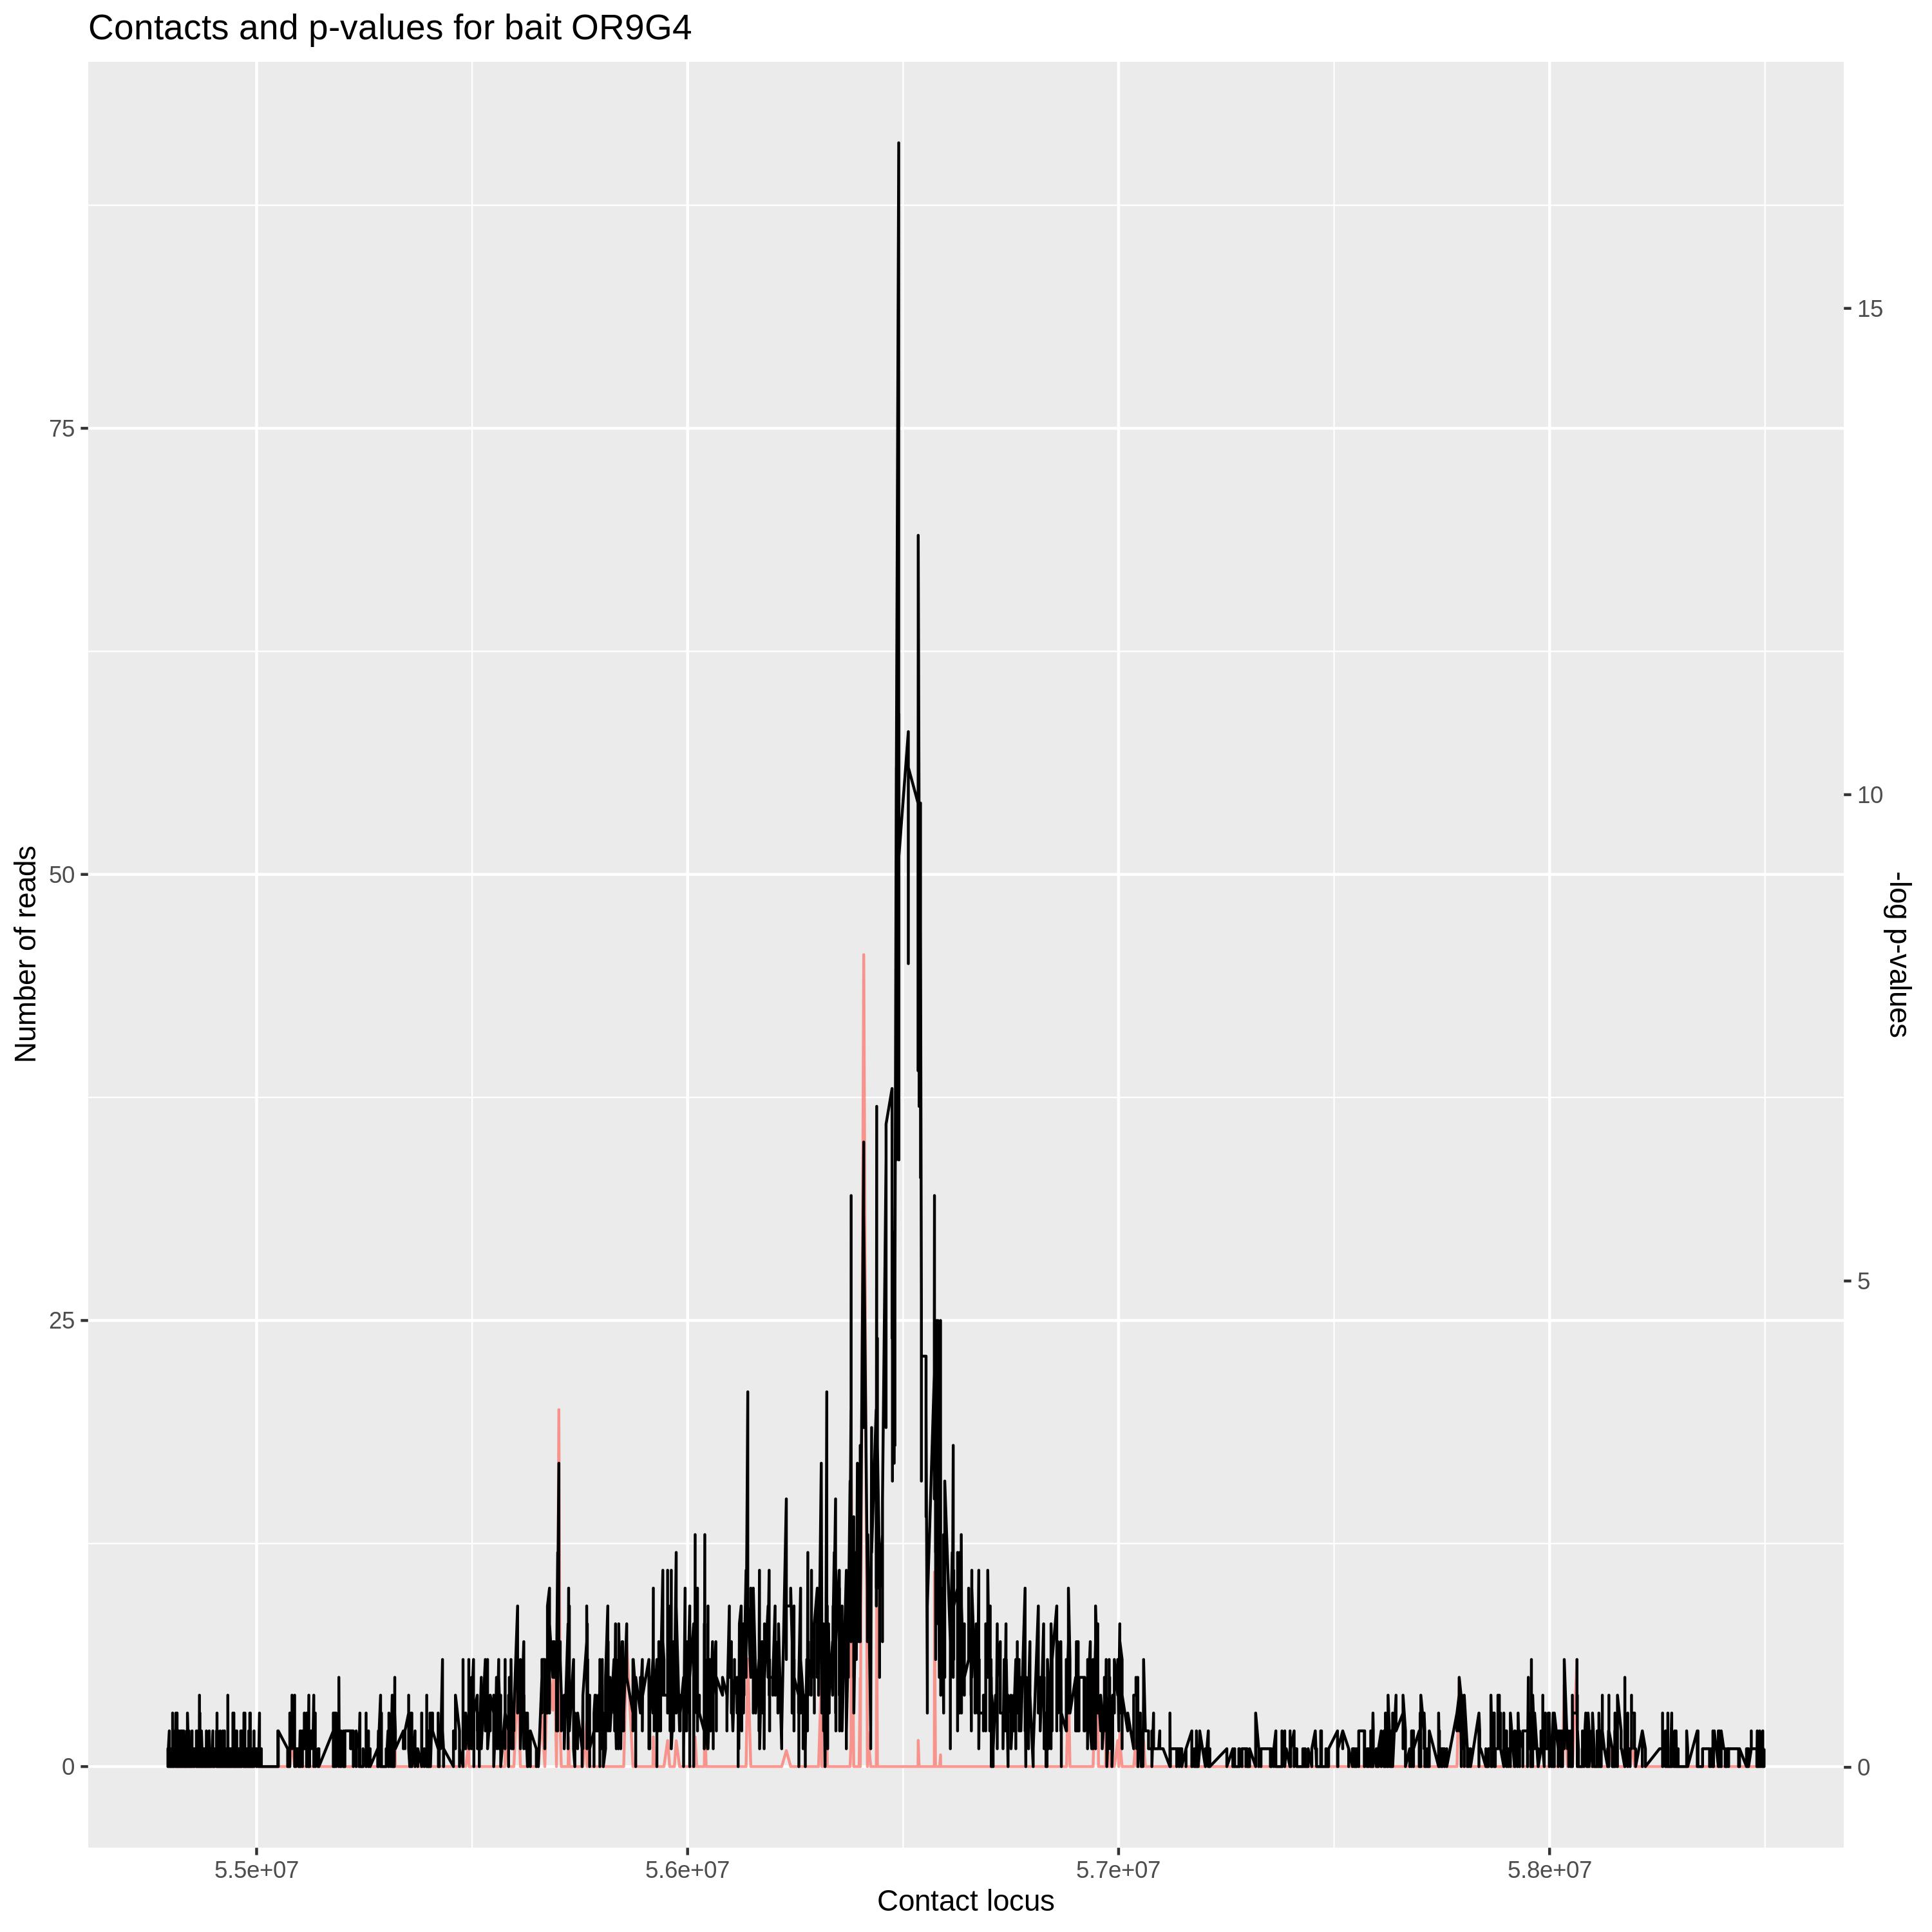 Contacts and p-values for bait OR9G4
Number of reads
75
50
25
0
15
10
5
0
-log p-values
5.5e+07
5.6e+07
5.7e+07
5.8e+07
Contact locus